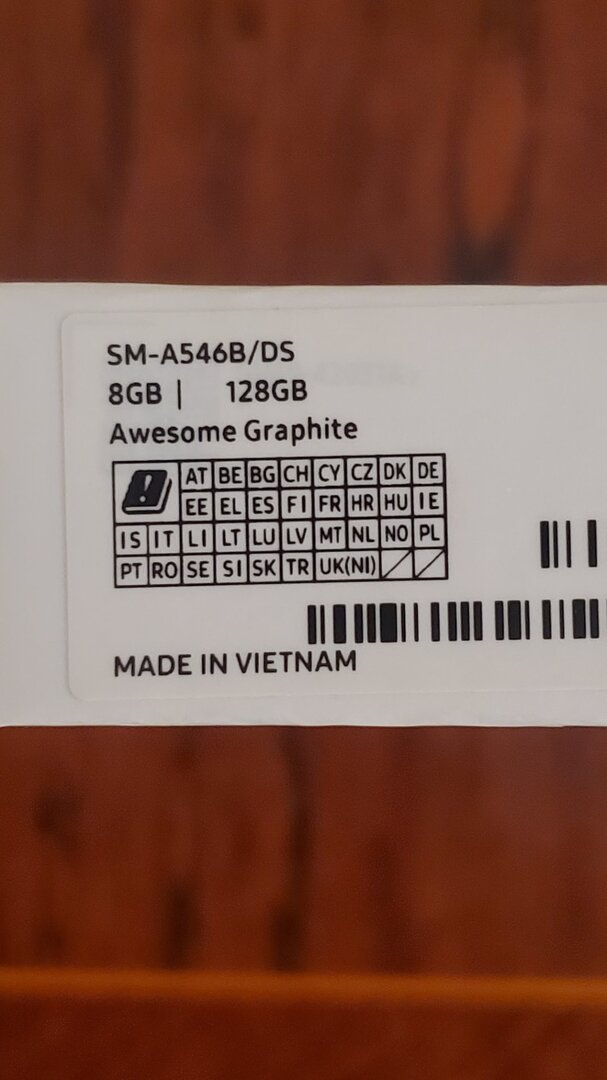 SM-A546B/DS
8GB | 128GB
Awesome Graphite
AT BE BG CH CY CZ DK DE
EE EL ES FI FR HR HU IE
IS IT LI LT LU LV MT NL NO PL
PT RO SE SI SK TR UK(NI)
MADE IN VIETNAM